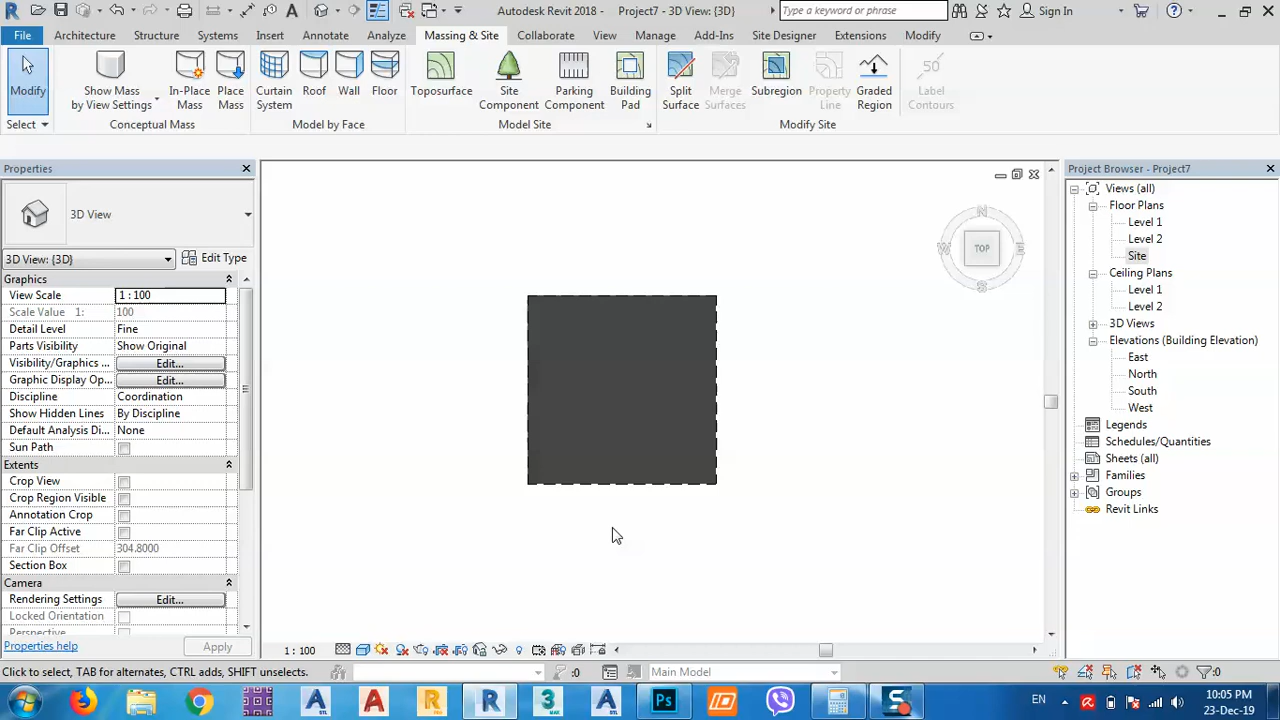 Autodesk Revit 2018 - Project7 - 3D View: {3D}
Type a keyword or phrase
Sign In
File Architecture Structure Systems Insert Annotate Analyze Massing & Site Collaborate View Manage Add-Ins Site Designer Extensions Modify
Modify
Show Mass
by View Settings
In-Place
Mass
Place
Mass
Curtain
System
Roof
Wall
Floor
Toposurface
Site
Component
Parking
Component
Building
Pad
Split
Surface
Merge
Surfaces
Subregion
Property
Line
Graded
Region
50
Label
Contours
Select
Conceptual Mass
Model by Face
Model Site
Modify Site
Properties
3D View
3D View: {3D}
Edit Type
Graphics
View Scale 1 : 100
Scale Value 1: 100
Detail Level Fine
Parts Visibility Show Original
Visibility/Graphics ... Edit...
Graphic Display Op... Edit...
Discipline Coordination
Show Hidden Lines By Discipline
Default Analysis Di... None
Sun Path
Extents
Crop View
Crop Region Visible
Annotation Crop
Far Clip Active
Far Clip Offset 304.8000
Section Box
Camera
Rendering Settings Edit...
Locked Orientation
Perspective
Properties help
Apply
N
W
TOP
E
S
Project Browser - Project7
Views (all)
Floor Plans
Level 1
Level 2
Site
Ceiling Plans
Level 1
Level 2
3D Views
Elevations (Building Elevation)
East
North
South
West
Legends
Schedules/Quantities
Sheets (all)
Families
Groups
Revit Links
1 : 100
Click to select, TAB for alternates, CTRL adds, SHIFT unselects.
:0
Main Model
:0
EN
10:05 PM
23-Dec-19